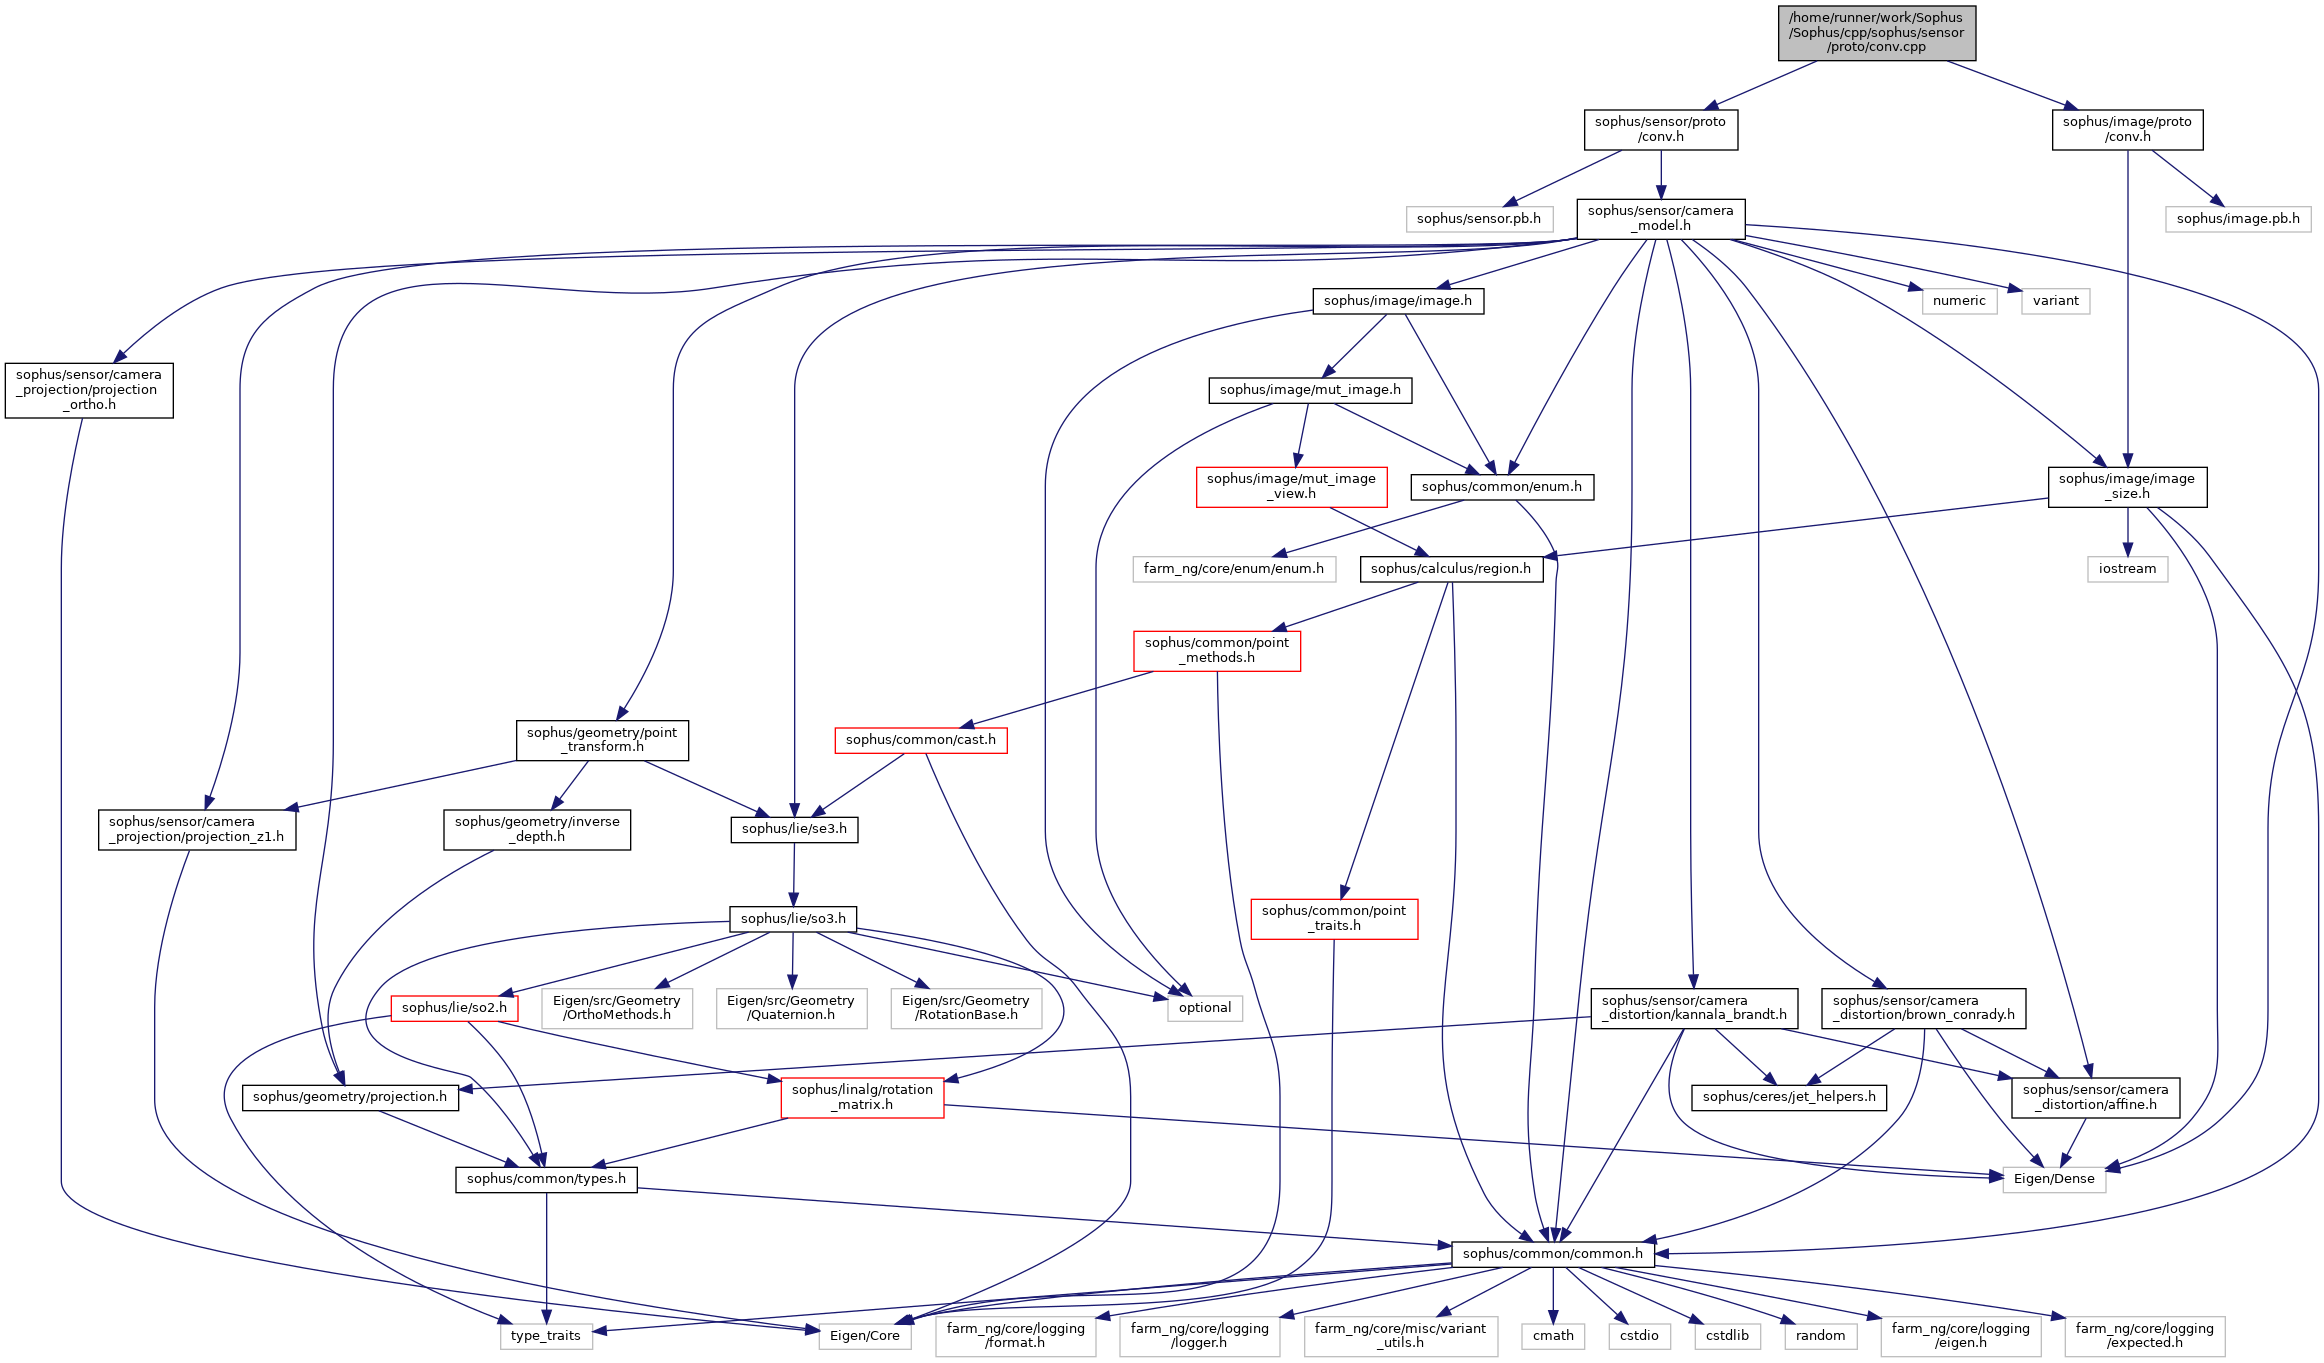 /home/runner/work/Sophus
/Sophus/cpp/sophus/sensor
/proto/conv.cpp
sophus/sensor/proto
/conv.h
sophus/image/proto
/conv.h
sophus/sensor.pb.h
sophus/sensor/camera
_model.h
sophus/image.pb.h
sophus/image/image.h
numeric
variant
sophus/sensor/camera
_projection/projection
_ortho.h
sophus/image/mut_image.h
sophus/image/mut_image
_view.h
sophus/common/enum.h
sophus/image/image
_size.h
farm_ng/core/enum/enum.h
sophus/calculus/region.h
iostream
sophus/common/point
_methods.h
sophus/geometry/point
_transform.h
sophus/common/cast.h
sophus/sensor/camera
_projection/projection_z1.h
sophus/geometry/inverse
_depth.h
sophus/lie/se3.h
sophus/lie/so3.h
sophus/common/point
_traits.h
sophus/lie/so2.h
Eigen/src/Geometry
/OrthoMethods.h
Eigen/src/Geometry
/Quaternion.h
Eigen/src/Geometry
/RotationBase.h
optional
sophus/sensor/camera
_distortion/kannala_brandt.h
sophus/sensor/camera
_distortion/brown_conrady.h
sophus/geometry/projection.h
sophus/linalg/rotation
_matrix.h
sophus/ceres/jet_helpers.h
sophus/sensor/camera
_distortion/affine.h
sophus/common/types.h
Eigen/Dense
sophus/common/common.h
type_traits
Eigen/Core
farm_ng/core/logging
/format.h
farm_ng/core/logging
/logger.h
farm_ng/core/misc/variant
_utils.h
cmath
cstdio
cstdlib
random
farm_ng/core/logging
/eigen.h
farm_ng/core/logging
/expected.h